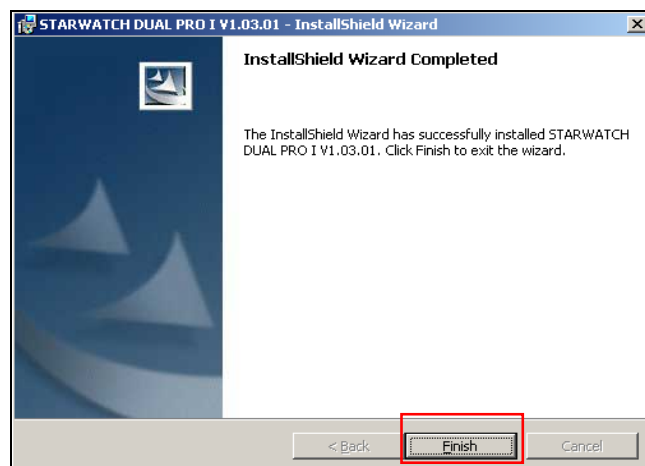 STARWATCH DUAL PRO I V1.03.01 - InstallShield Wizard
InstallShield Wizard Completed
The InstallShield Wizard has successfully installed STARWATCH
DUAL PRO I V1.03.01. Click Finish to exit the wizard.
< Back Finish Cancel